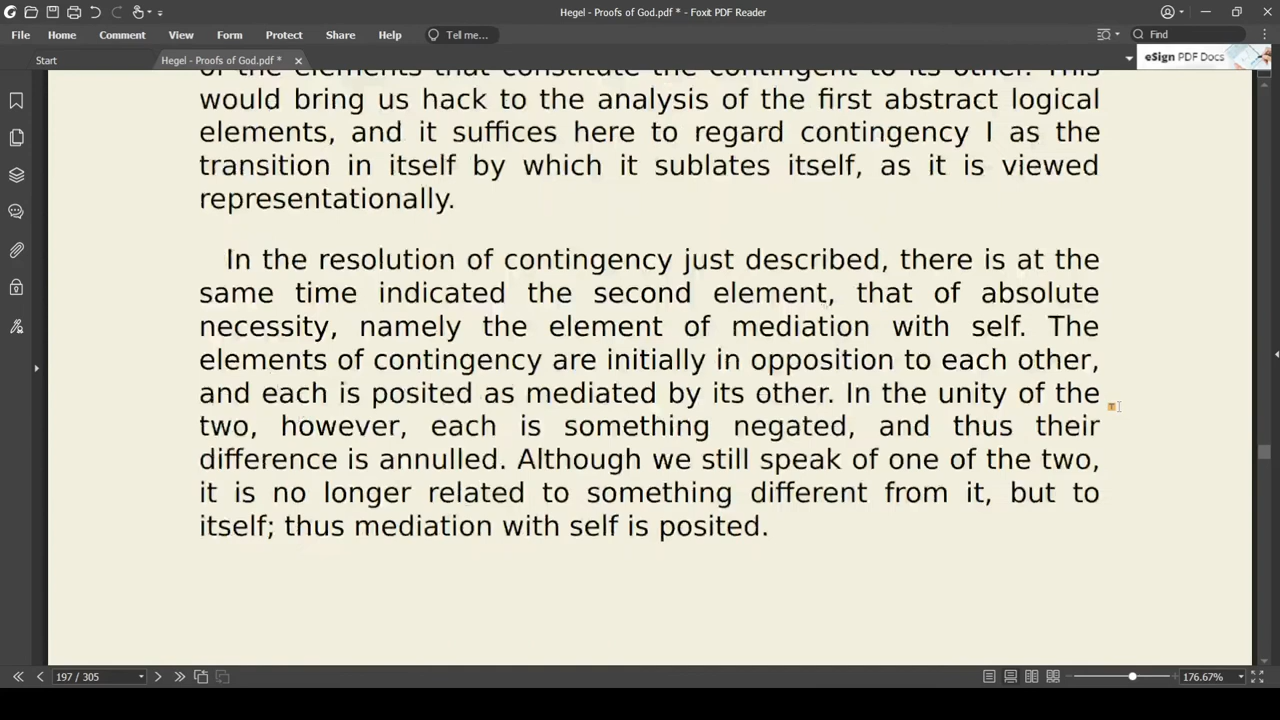 Hegel - Proofs of God.pdf * - Foxit PDF Reader
File Home Comment View Form Protect Share Help Tell me... Find
Start Hegel - Proofs of God.pdf * eSign PDF Docs
of the elements that constitute the contingent to its other. This
would bring us hack to the analysis of the first abstract logical
elements, and it suffices here to regard contingency I as the
transition in itself by which it sublates itself, as it is viewed
representationally.
In the resolution of contingency just described, there is at the
same time indicated the second element, that of absolute
necessity, namely the element of mediation with self. The
elements of contingency are initially in opposition to each other,
and each is posited as mediated by its other. In the unity of the
two, however, each is something negated, and thus their
difference is annulled. Although we still speak of one of the two,
it is no longer related to something different from it, but to
itself; thus mediation with self is posited.
197 / 305 176.67%